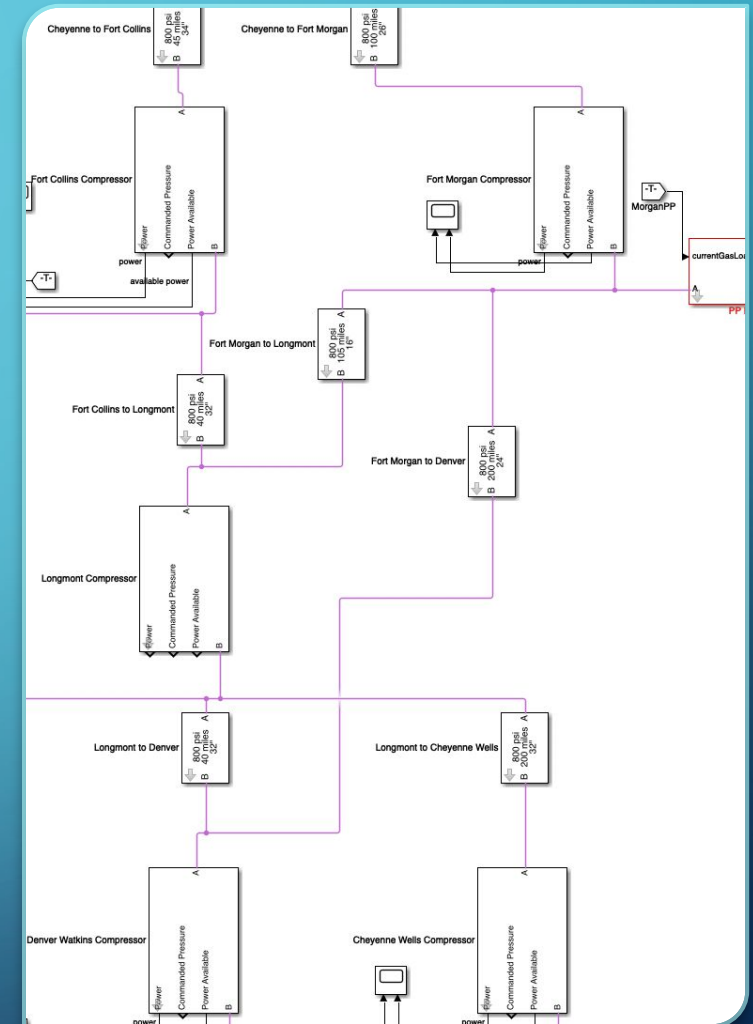 Cheyenne to Fort Collins
800 psi
45 miles
34"
B
Cheyenne to Fort Morgan
800 psi
100 miles
26"
B
Fort Collins Compressor
A
Power
Commanded Pressure
Power Available
B
power
available power
-T-
Fort Morgan Compressor
A
Power
Commanded Pressure
Power Available
B
power
-T-
MorganPP
currentGasLoa
A
PP
Fort Morgan to Longmont
A
800 psi
105 miles
16"
B
Fort Collins to Longmont
A
800 psi
40 miles
32"
B
Fort Morgan to Denver
A
800 psi
200 miles
24"
B
Longmont Compressor
A
Power
Commanded Pressure
Power Available
B
Longmont to Denver
A
800 psi
40 miles
32"
B
Longmont to Cheyenne Wells
A
800 psi
200 miles
32"
B
Denver Watkins Compressor
A
Power
Commanded Pressure
Power Available
B
power
Cheyenne Wells Compressor
A
Power
Commanded Pressure
Power Available
B
power